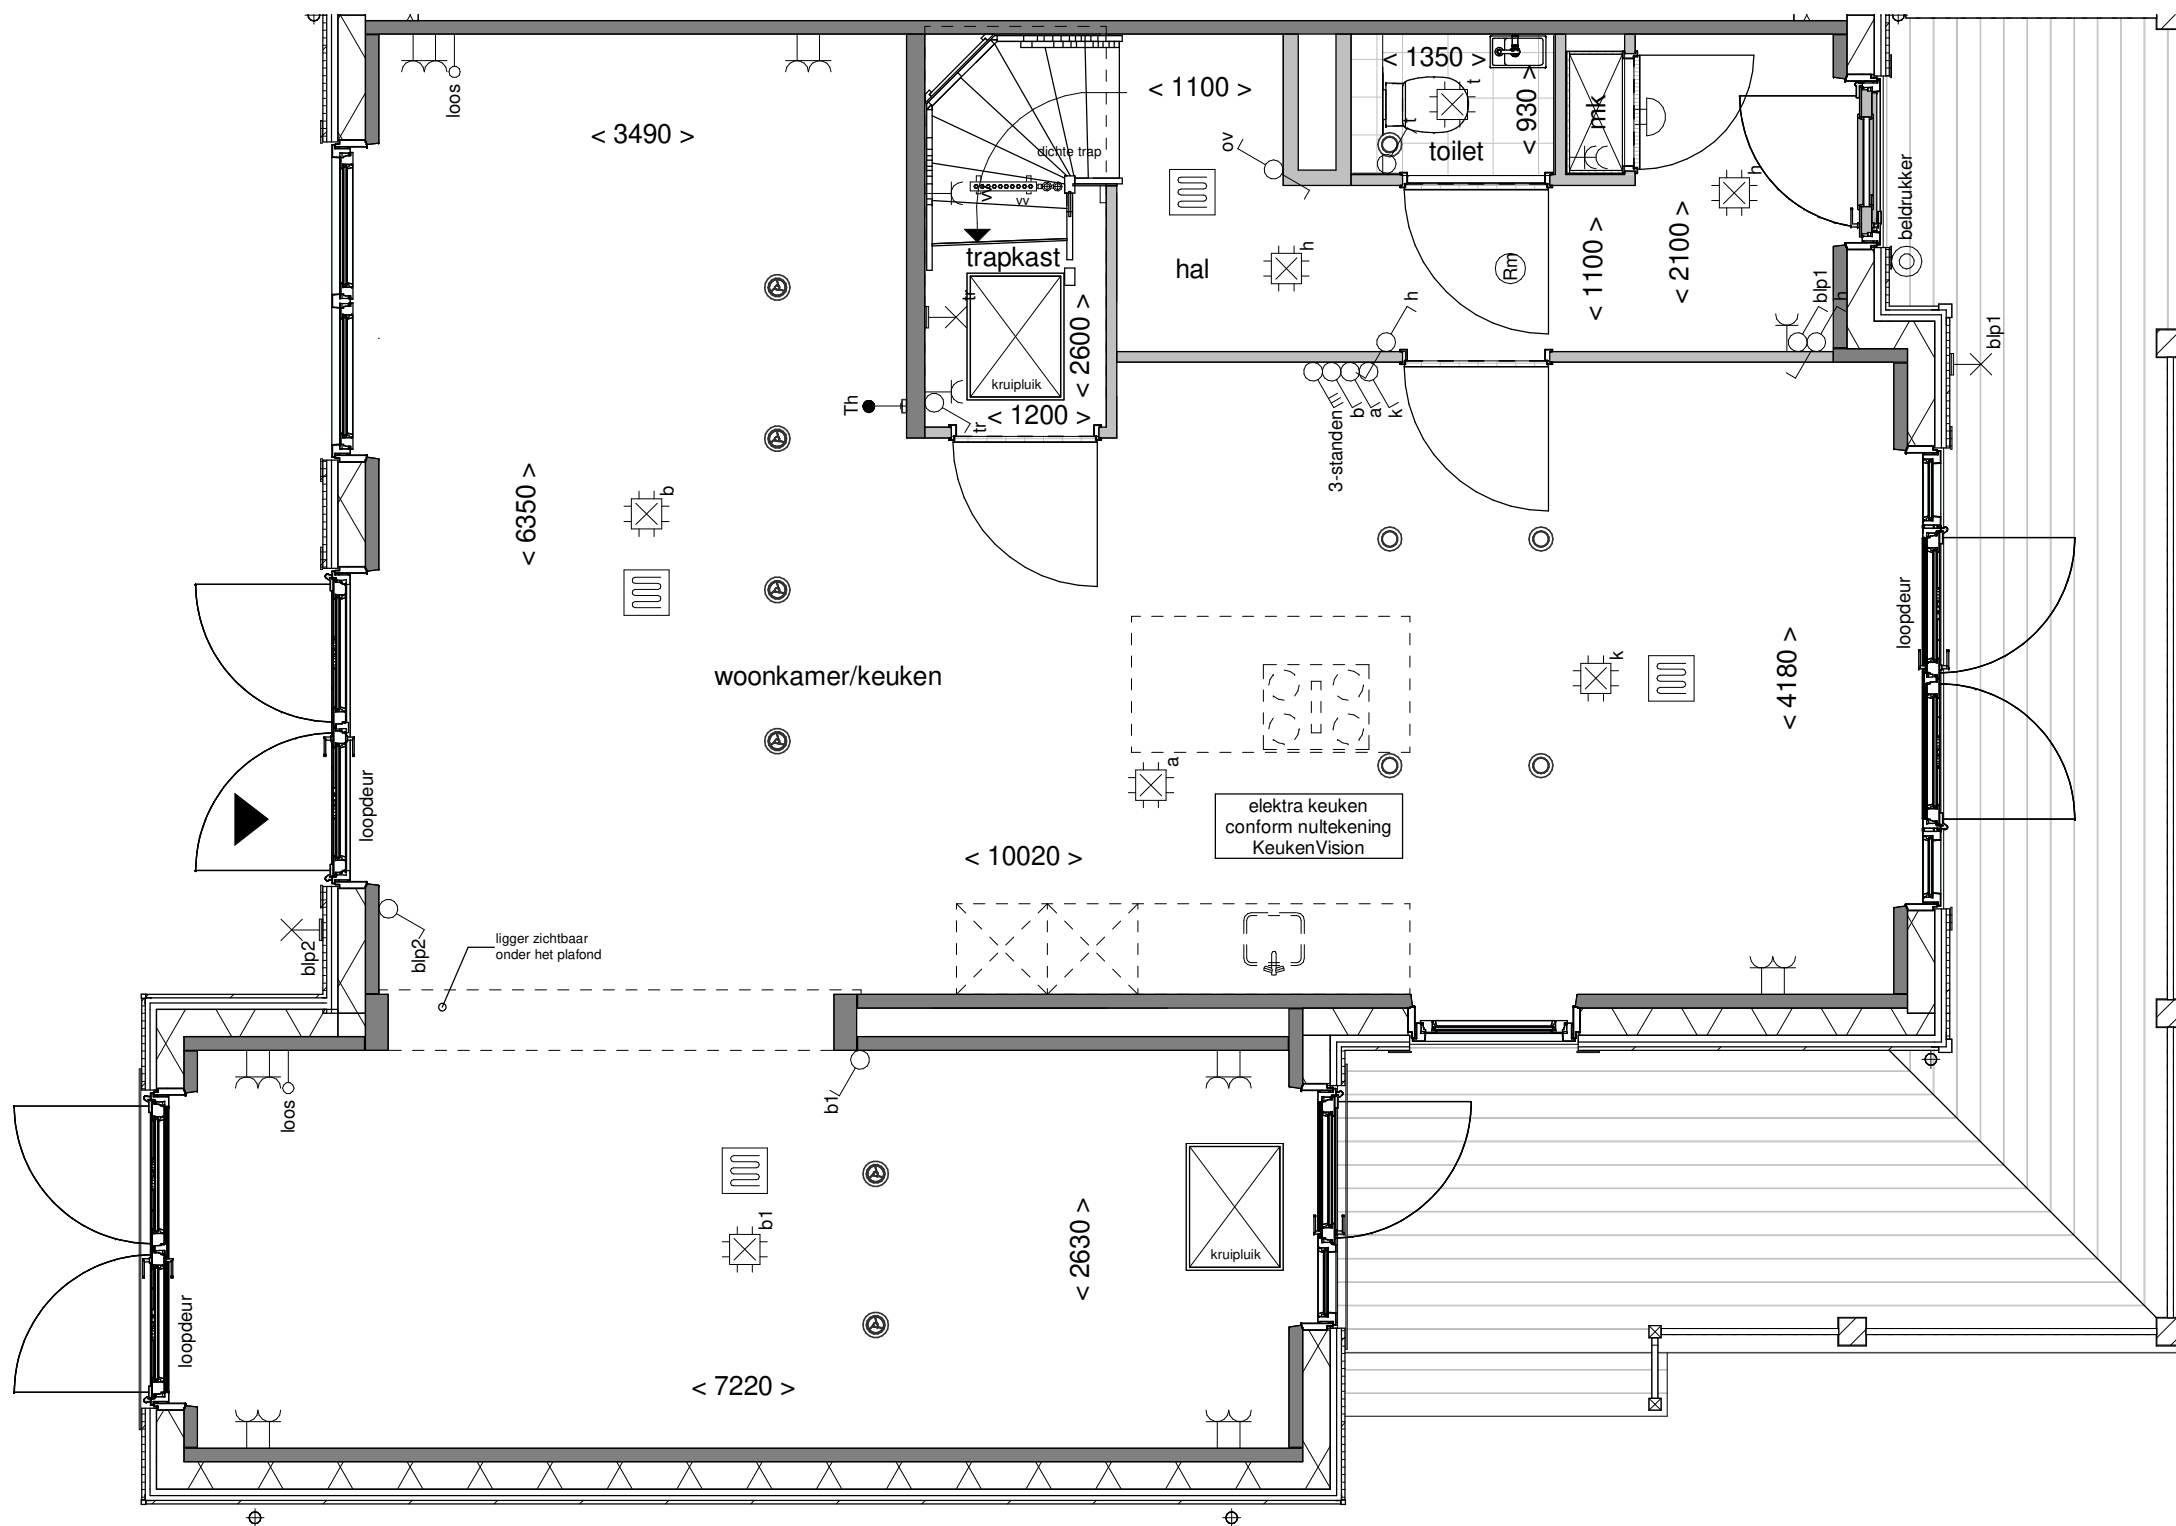 loos
< 3490 >
dichte trap
vv
vv
trapkast
tr
< 2600 >
kruipluik
< 1200 >
tr
Th
< 1100 >
ov
hal
h
< 1350 >
t
t
< 930 >
toilet
mk
h
beldrukker
Rm
< 1100 >
< 2100 >
h
blp1
h
blp1
3-standen
b
a
k
< 6350 >
b
woonkamer/keuken
loopdeur
k
< 4180 >
loopdeur
a
elektra keuken
conform nultekening
KeukenVision
< 10020 >
blp2
blp2
ligger zichtbaar
onder het plafond
loos
b1
b1
< 2630 >
kruipluik
loopdeur
< 7220 >